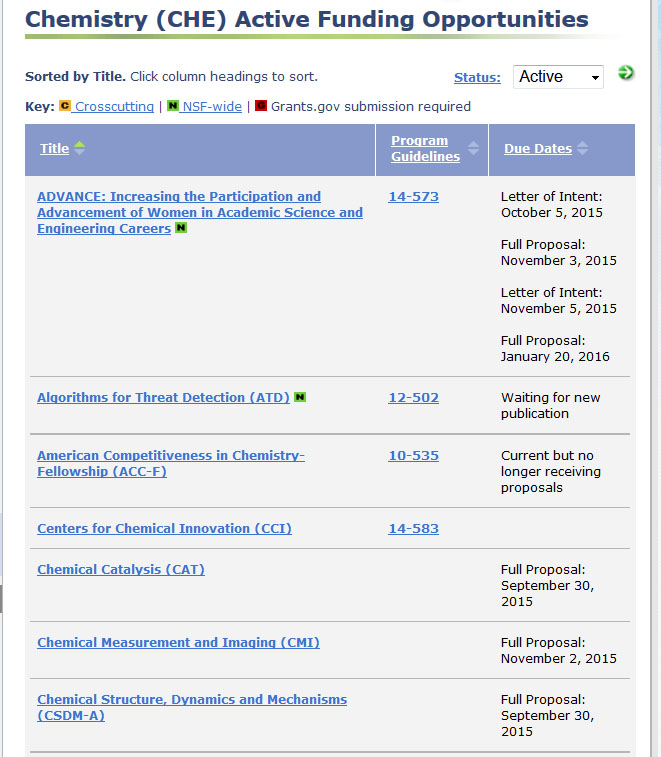 Chemistry (CHE) Active Funding Opportunities
Sorted by Title. Click column headings to sort.
Status: Active
Key: C Crosscutting | N NSF-wide | G Grants.gov submission required
Title
Program Guidelines
Due Dates
ADVANCE: Increasing the Participation and
Advancement of Women in Academic Science and
Engineering Careers N
14-573
Letter of Intent:
October 5, 2015
Full Proposal:
November 3, 2015
Letter of Intent:
November 5, 2015
Full Proposal:
January 20, 2016
Algorithms for Threat Detection (ATD) N
12-502
Waiting for new
publication
American Competitiveness in Chemistry-
Fellowship (ACC-F)
10-535
Current but no
longer receiving
proposals
Centers for Chemical Innovation (CCI)
14-583
Chemical Catalysis (CAT)
Full Proposal:
September 30,
2015
Chemical Measurement and Imaging (CMI)
Full Proposal:
November 2, 2015
Chemical Structure, Dynamics and Mechanisms
(CSDM-A)
Full Proposal:
September 30,
2015